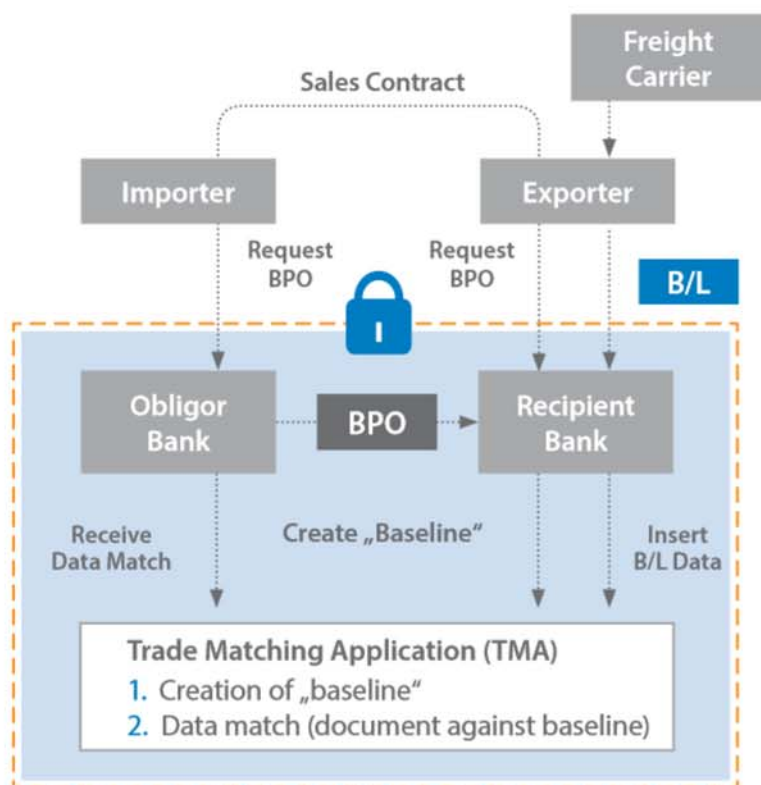 Freight
Carrier
Sales Contract
Importer
Exporter
Request
BPO
Request
BPO
B/L
Obligor
Bank
BPO
Recipient
Bank
Receive
Data Match
Create „Baseline“
Insert
B/L Data
Trade Matching Application (TMA)
1. Creation of „baseline“
2. Data match (document against baseline)